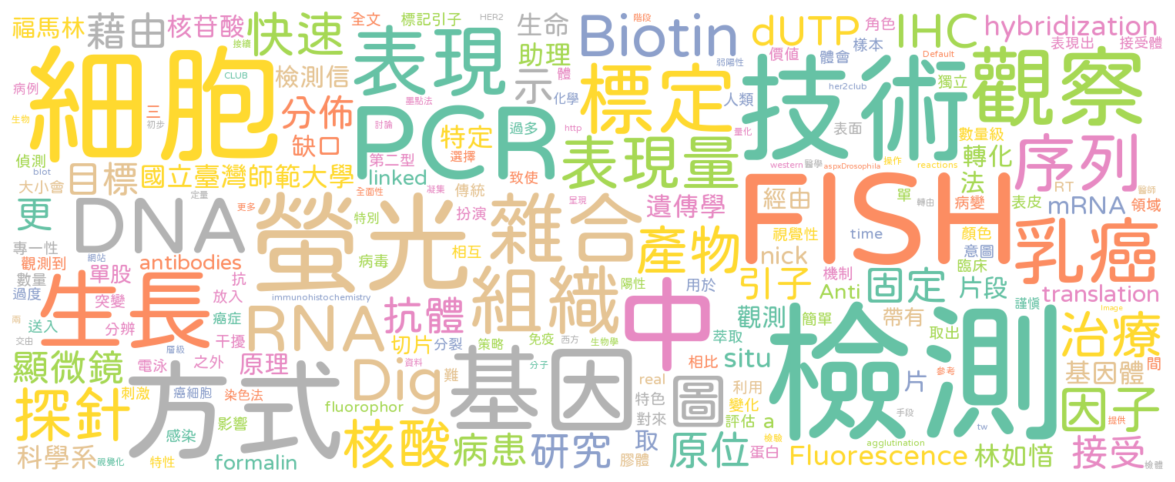 福馬林 藉由 核苷酸 快速 全文 標記引子 HER2 生命 階段 Biotin dUTP 角色 IHC hybridization
接續 表現 助理 弱陽性 價值 體會 樣本 Default 表現出 接受體
病例 細胞 CLUB 檢測信 示 體 標定 人類 技術 her2club 獨立 觀察
生物 三 初步 分佈 墨點法 PCR 化學 量化 表面
缺口 討論 特定 過多 http 表現量 數量級 序列
偵測 目標 國立臺灣師範大學 第二型 選擇 western 醫學 aspxDrosophila 操作 reactions 轉化
blot 大小會 linked 致使 RT
更 DNA 定量 全面性 凝集 傳統 呈現 遺傳學 經由 單 轉由 法 病變 表皮 mRNA 醫師 領域
更多 螢光 特別 扮演 雜合 FISH 乳癌
專一性 網站 視覺性 time 顏色
觀測到 antibodies 相互 產物 nick 意圖
數量 單股 病毒 陽性 用於 引子 機制 臨床
過度 突變 放入 抗 immunohistochemistry 組織 中 Anti 固定 片段 translation
生長 RNA 抗體 謹慎
送入 分辨 癌症 免疫 西方 觀測 簡單 帶有 image
交由 干擾 切片 分裂 策略 生物學 萃取 取出 治療
顯微鏡 層級 之外 電泳 原理 資料 Dig 難 基因 分子 圖 相比 situ 檢測 參考 基因體 間
刺激 癌細胞 染色法 real 利用 片
探針 方式 fluorophor 特色 變化 手段 因子
影響 對來 評估 a 提供
感染 核酸 病患 研究 取 原位 tw
科學系 視覺化 特性 formalin 膠體 蛋白 檢驗 agglutination Fluorescence 林如愔 接受 檢體